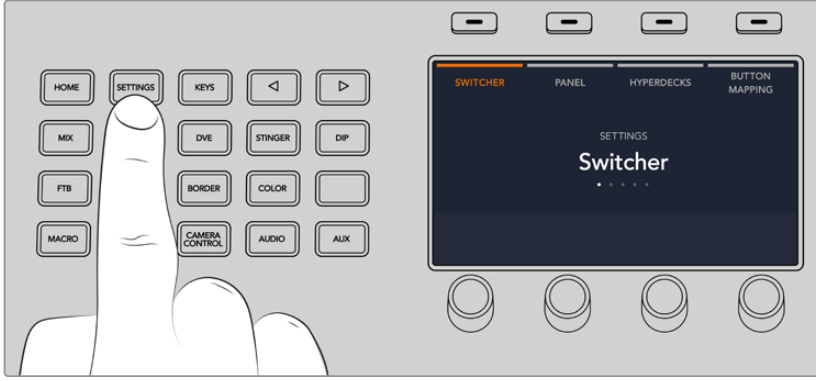 HOME
SETTINGS
KEYS
MIX
DVE
STINGER
DIP
FTB
BORDER
COLOR
MACRO
CAMERA
CONTROL
AUDIO
AUX
SWITCHER
PANEL
HYPERDECKS
BUTTON
MAPPING
SETTINGS
Switcher